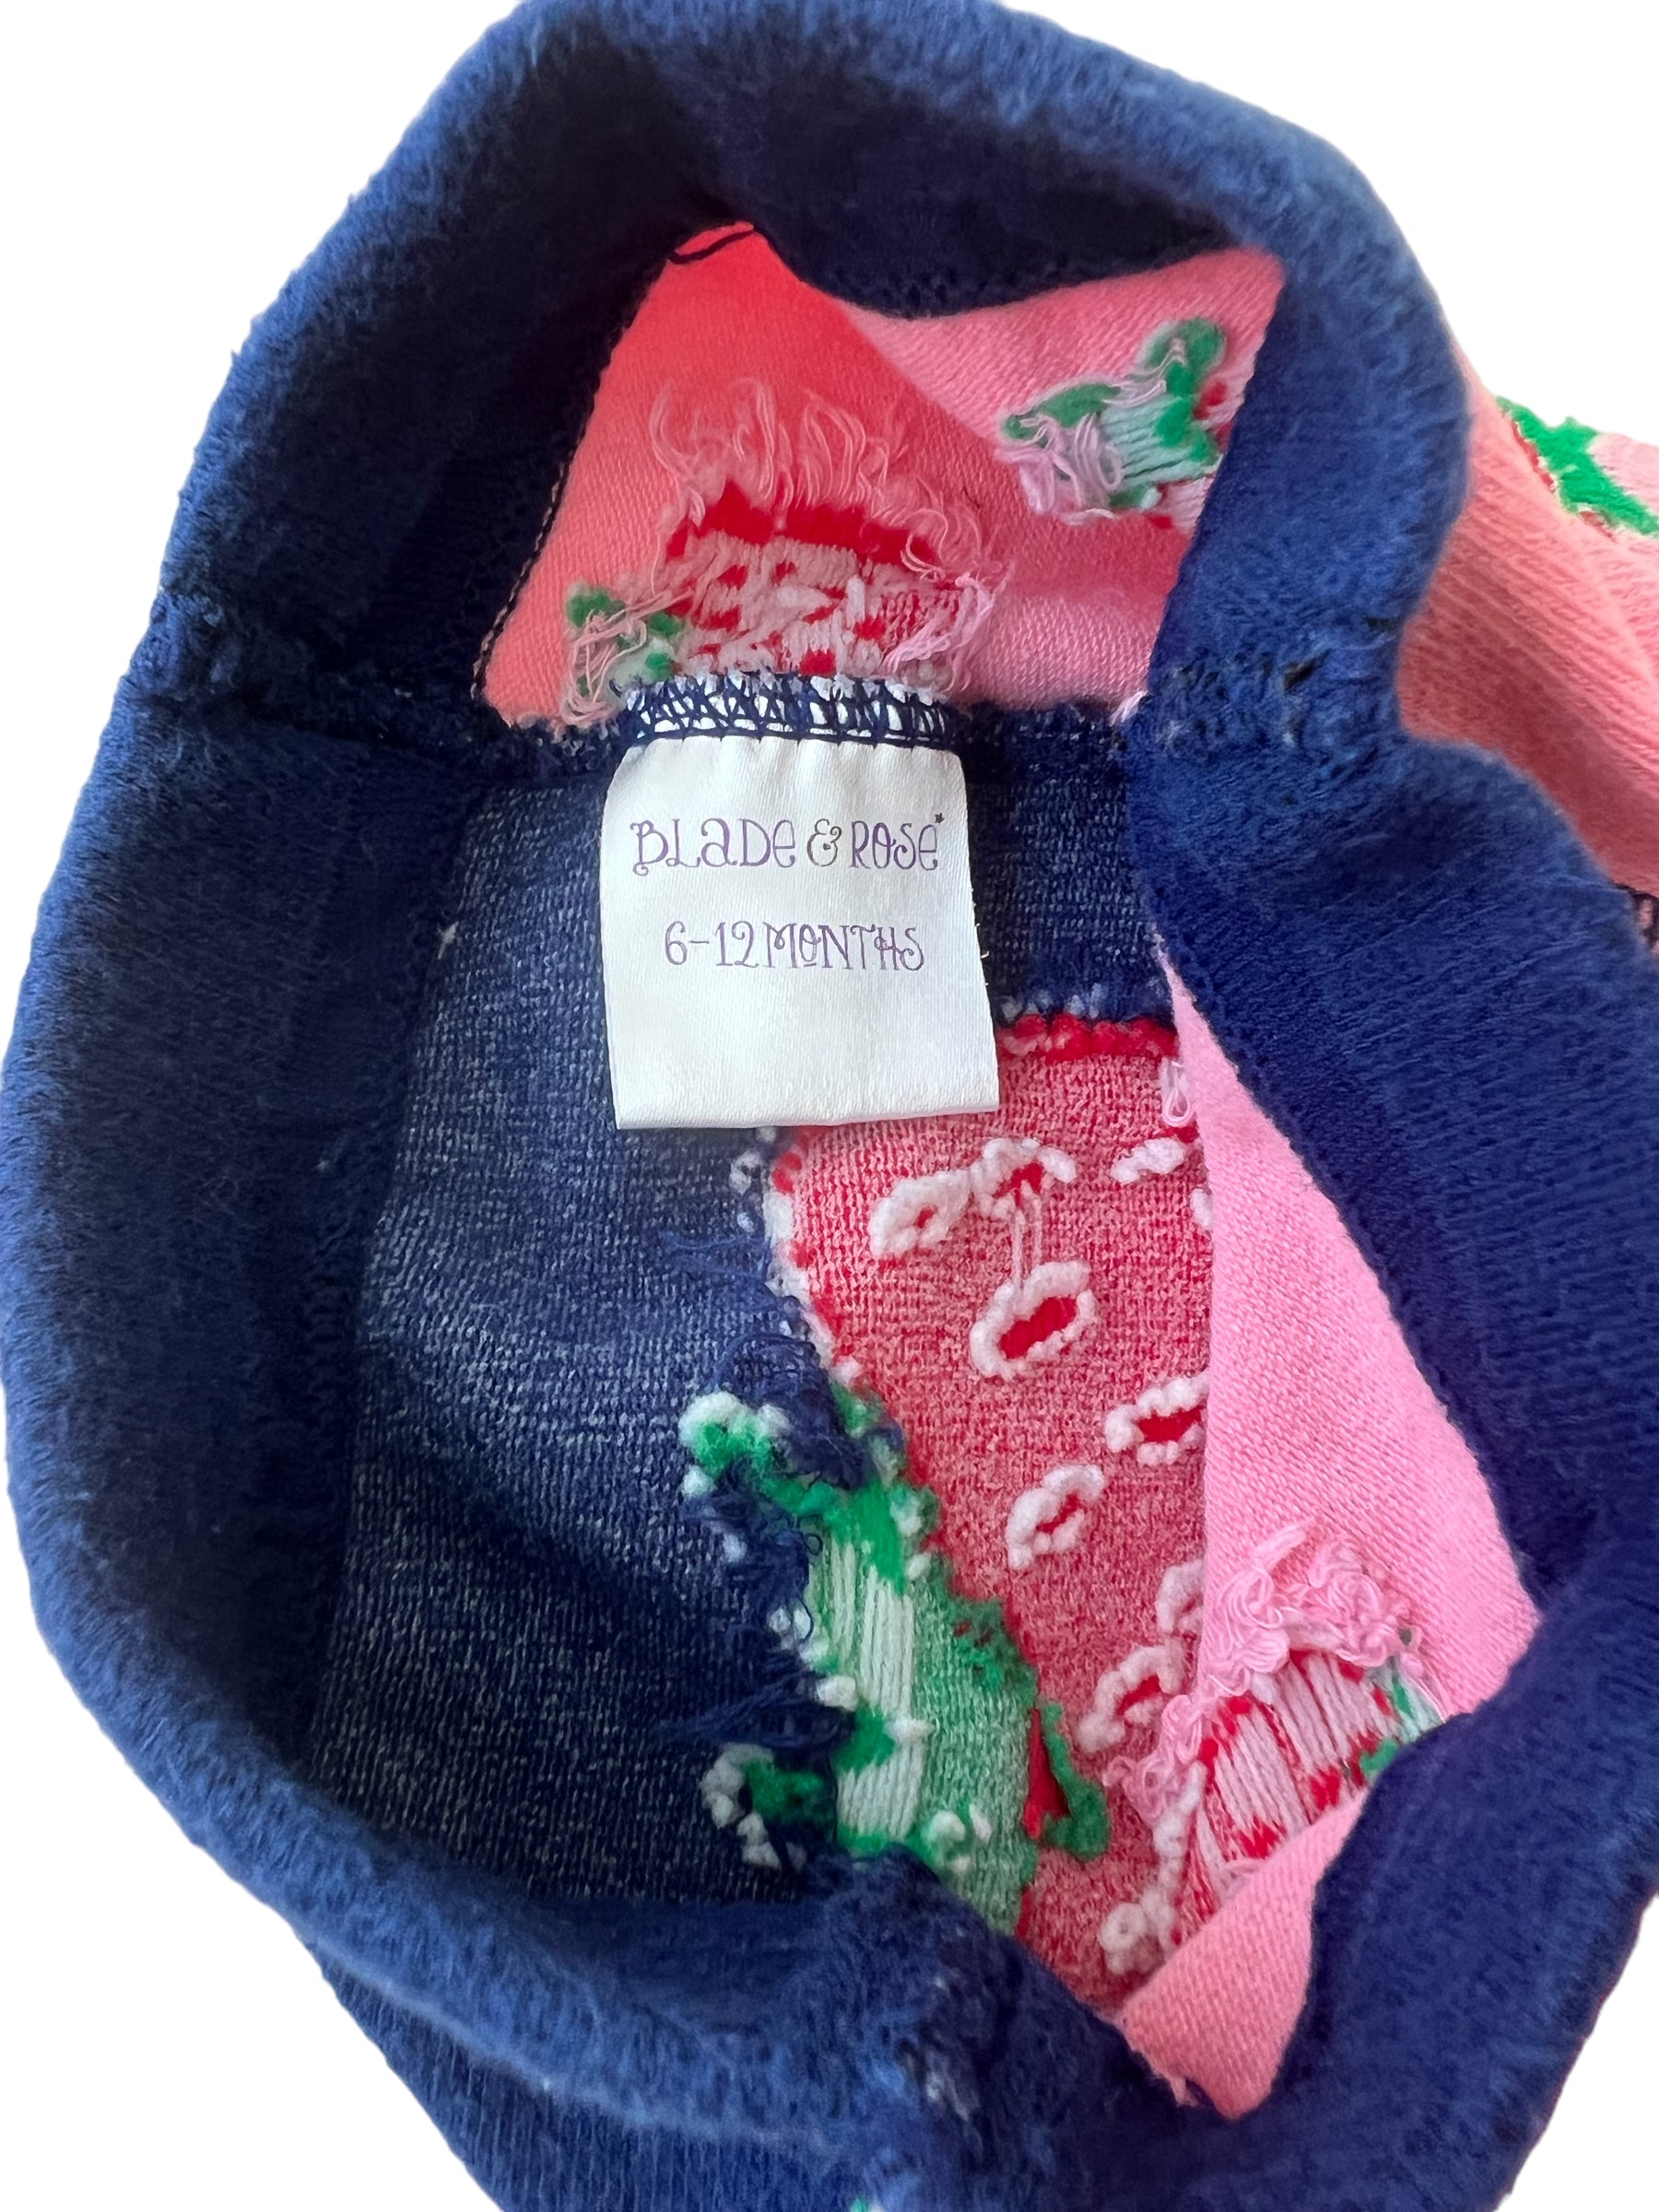 BLADE & ROSE
6-12 MONTHS